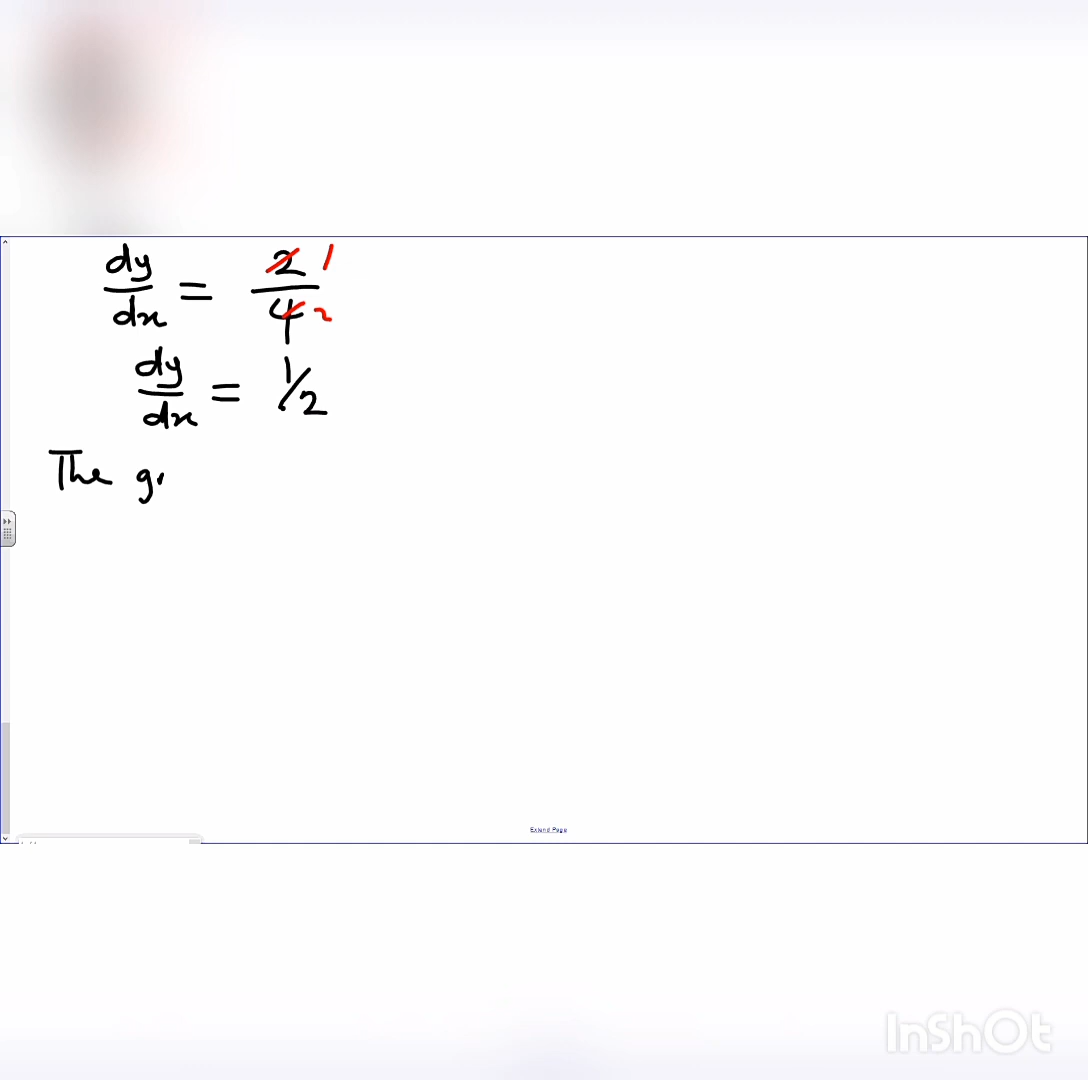 dy/dx = 2/4 1 2
dy/dx = 1/2
The g
Extend Page
InShOt